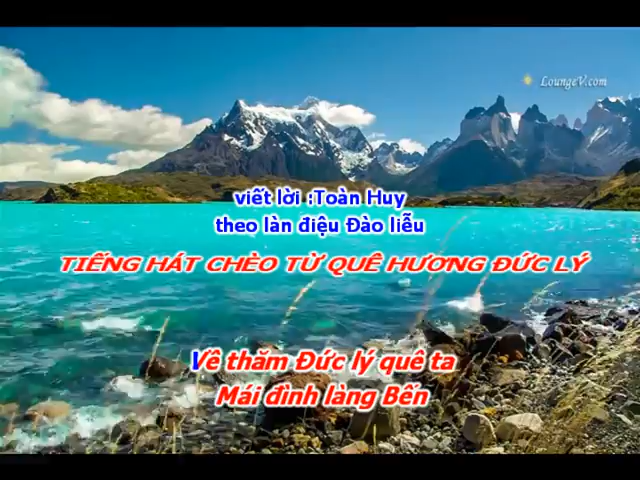 LoungeV.com
viết lời :Toàn Huy
theo làn điệu Đào liễu
TIẾNG HÁT CHÈO TỪ QUÊ HƯƠNG ĐỨC LÝ
Về thăm Đức lý quê ta
Mái đình làng Bến